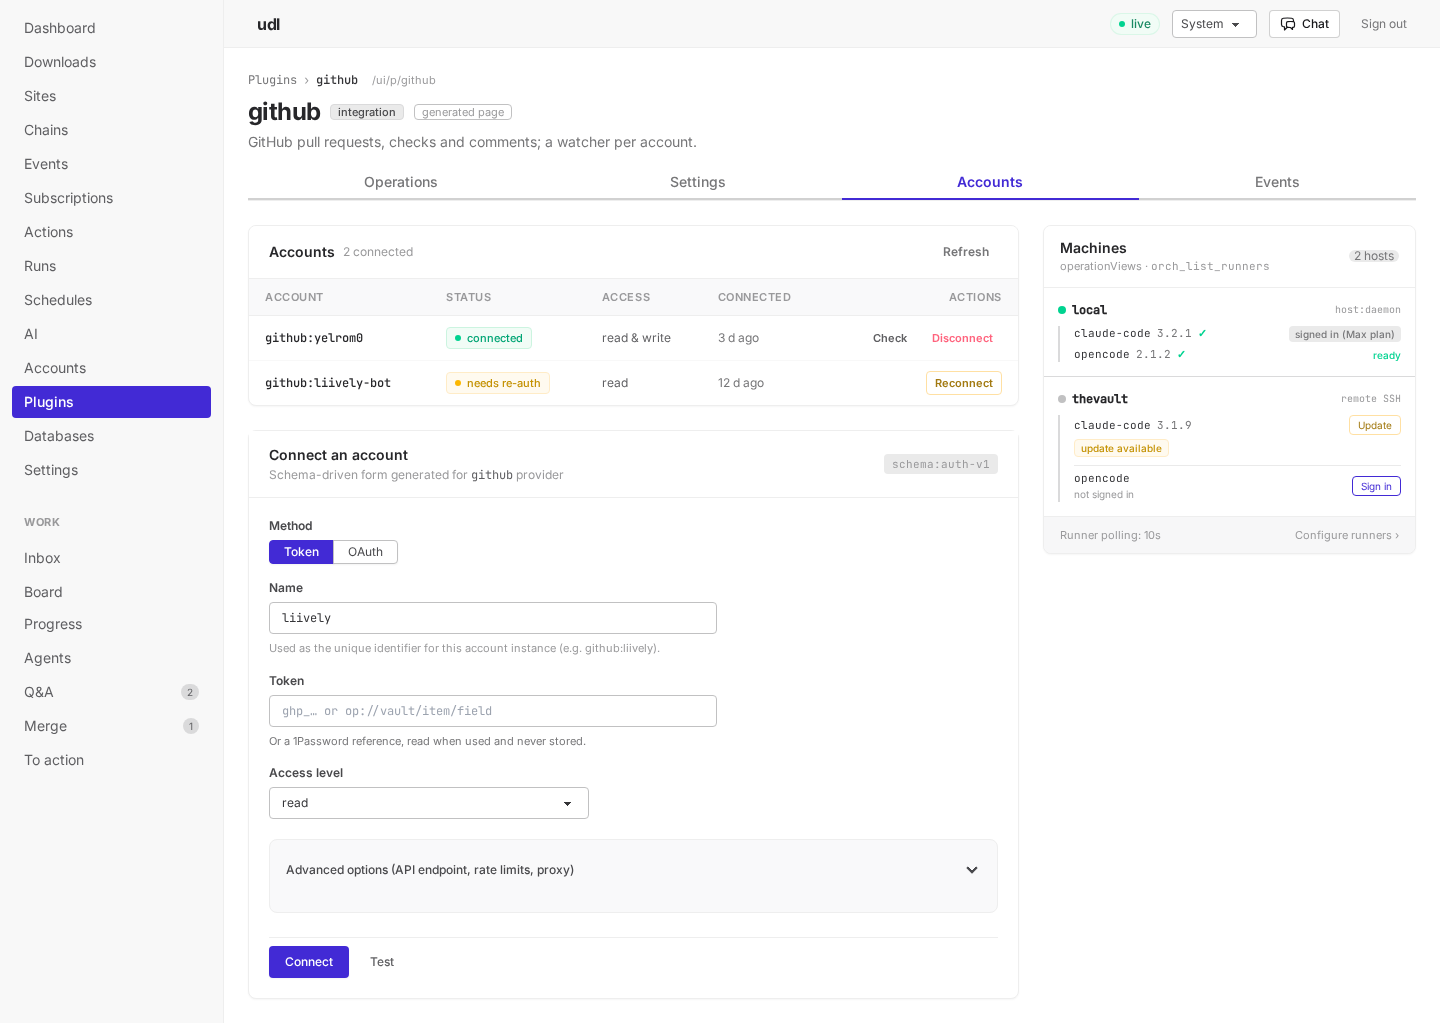 udl
live
System
Chat
Sign out
Dashboard
Downloads
Sites
Chains
Events
Subscriptions
Actions
Runs
Schedules
AI
Accounts
Plugins
Databases
Settings
WORK
Inbox
Board
Progress
Agents
Q&A 2
Merge 1
To action
Plugins › github /ui/p/github
github integration generated page
GitHub pull requests, checks and comments; a watcher per account.
Operations Settings Accounts Events
Accounts 2 connected Refresh
ACCOUNT STATUS ACCESS CONNECTED ACTIONS
github:yelrom0 connected read & write 3 d ago Check Disconnect
github:liively-bot needs re-auth read 12 d ago Reconnect
Connect an account
Schema-driven form generated for github provider
schema:auth-v1
Method
Token OAuth
Name
liively
Used as the unique identifier for this account instance (e.g. github:liively).
Token
ghp_… or op://vault/item/field
Or a 1Password reference, read when used and never stored.
Access level
read
Advanced options (API endpoint, rate limits, proxy)
Connect Test
Machines
operationViews · orch_list_runners
2 hosts
local host:daemon
claude-code 3.2.1 ✓ signed in (Max plan)
opencode 2.1.2 ✓ ready
thevault remote SSH
claude-code 3.1.9 Update
update available
opencode
not signed in
Sign in
Runner polling: 10s Configure runners ›